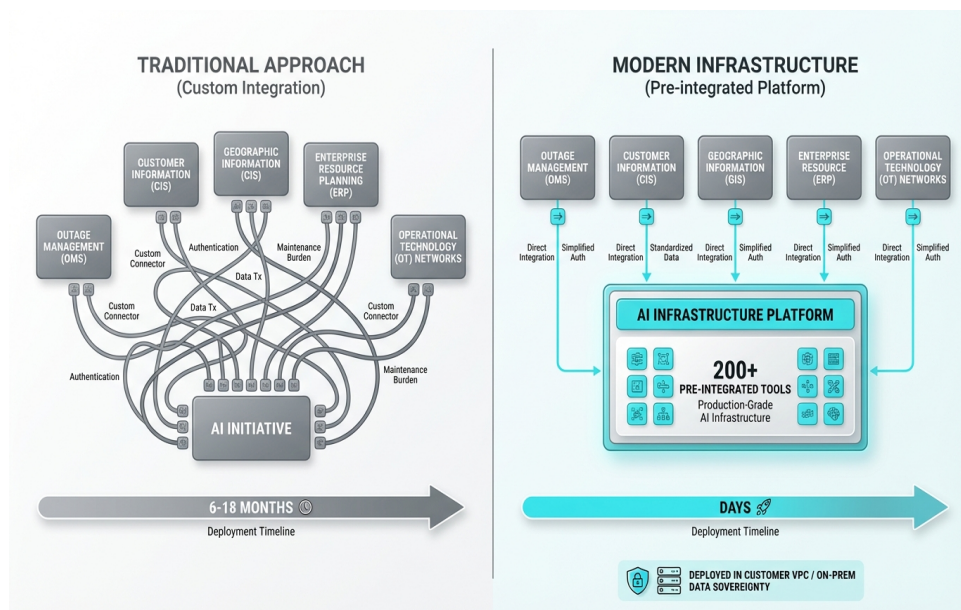 TRADITIONAL APPROACH
(Custom Integration)
CUSTOMER
INFORMATION
(CIS)
GEOGRAPHIC
INFORMATION
(CIS)
ENTERPRISE
RESOURCE
PLANNING
(ERP)
OUTAGE
MANAGEMENT
(OMS)
OPERATIONAL
TECHNOLOGY
(OT) NETWORKS
Custom
Connector
Authentication
Maintenance
Burden
Data Tx
Custom
Connector
Data Tx
Custom
Connector
Authentication
Maintenance
Burden
AI INITIATIVE
6-18 MONTHS
Deployment Timeline
MODERN INFRASTRUCTURE
(Pre-integrated Platform)
OUTAGE
MANAGEMENT
(OMS)
CUSTOMER
INFORMATION
(CIS)
GEOGRAPHIC
INFORMATION
(GIS)
ENTERPRISE
RESOURCE
(ERP)
OPERATIONAL
TECHNOLOGY
(OT) NETWORKS
Direct
Integration
Simplified
Auth
Direct
Integration
Standardized
Data
Direct
Integration
Simplified
Auth
Direct
Integration
Simplified
Auth
Direct
Integration
Simplified
Auth
AI INFRASTRUCTURE PLATFORM
200+
PRE-INTEGRATED TOOLS
Production-Grade
AI Infrastructure
DAYS
Deployment Timeline
DEPLOYED IN CUSTOMER VPC / ON-PREM
DATA SOVEREIGNTY